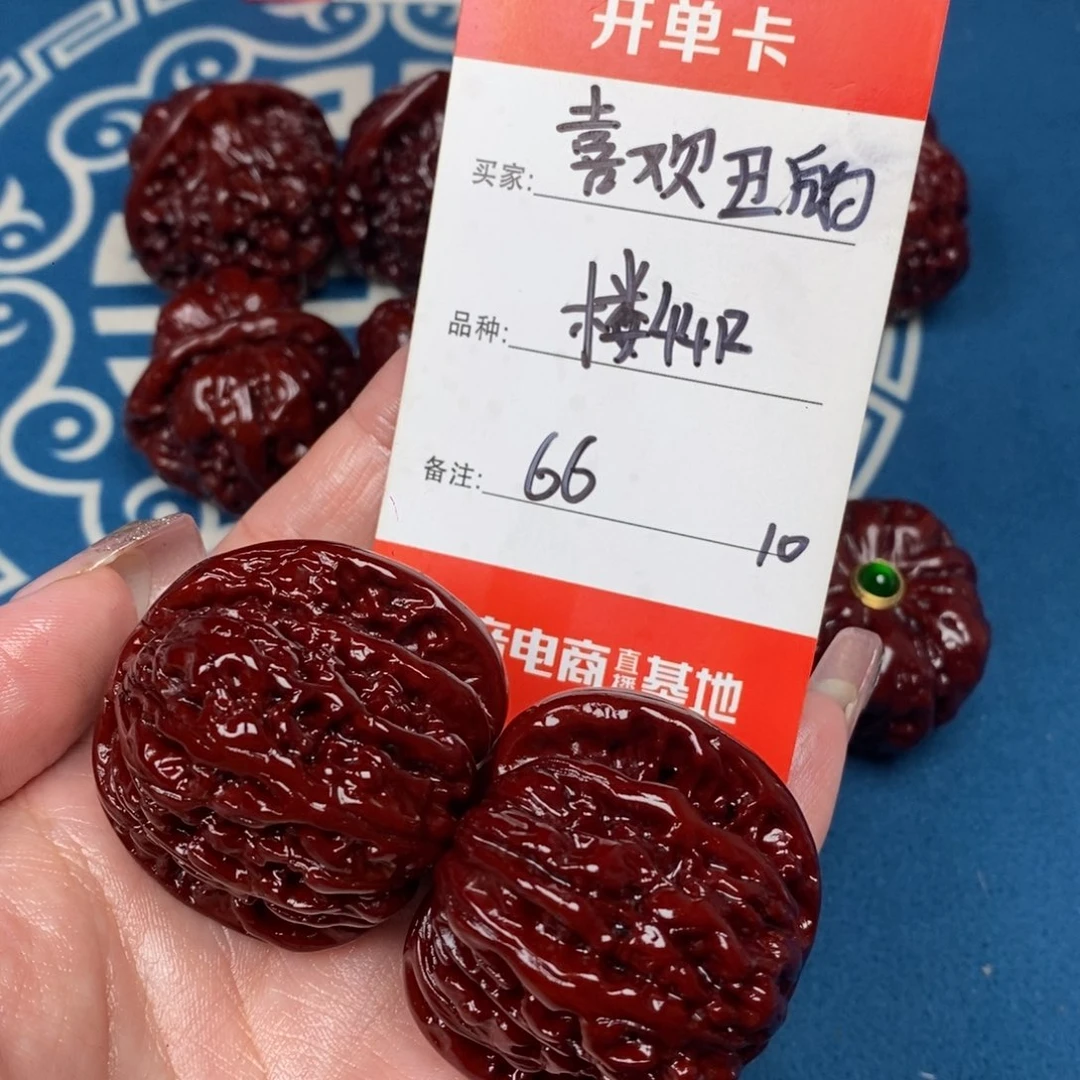 开单卡
买家: 喜欢丑的
品种: 楼44R
备注: 66
10
电商直播基地